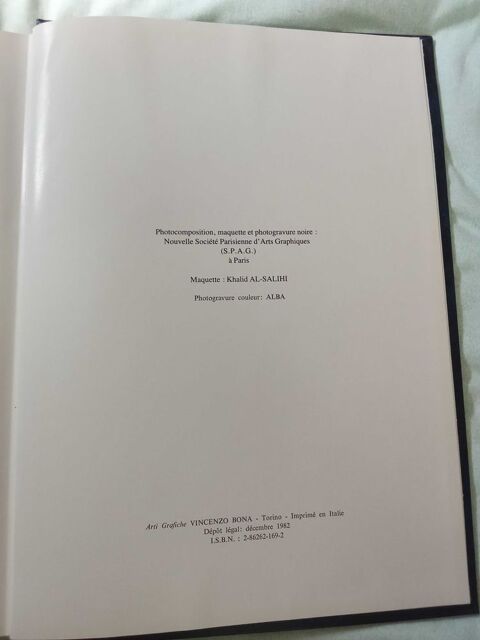 Photocomposition, maquette et photogravure noire :
Nouvelle Société Parisienne d'Arts Graphiques
(S.P.A.G.)
à Paris
Maquette : Khalid AL-SALIHI
Photogravure couleur: ALBA
Arti Grafiche VINCENZO BONA - Torino - Imprimé en Italie
Dépôt légal: décembre 1982
I.S.B.N. : 2-86262-169-2